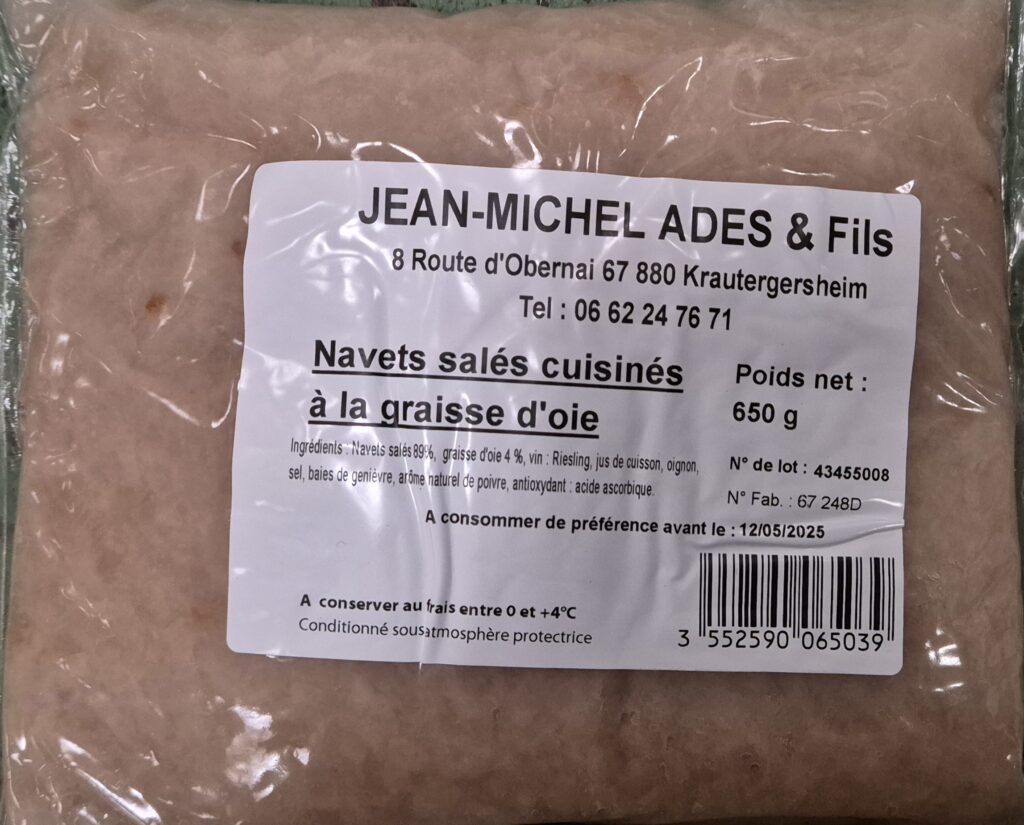 JEAN-MICHEL ADES & Fils
8 Route d'Obernai 67 880 Krautergersheim
Tel : 06 62 24 76 71
Navets salés cuisinés
à la graisse d'oie
Poids net :
650 g
Ingrédients : Navets salés 89%, graisse d'oie 4 %, vin : Riesling, jus de cuisson, oignon,
sel, baies de genièvre, arôme naturel de poivre, antioxydant : acide ascorbique.
N° de lot : 43455008
N° Fab. : 67 248D
A consommer de préférence avant le : 12/05/2025
A conserver au frais entre 0 et +4°C
Conditionné sous atmosphère protectrice
3 552590 065039